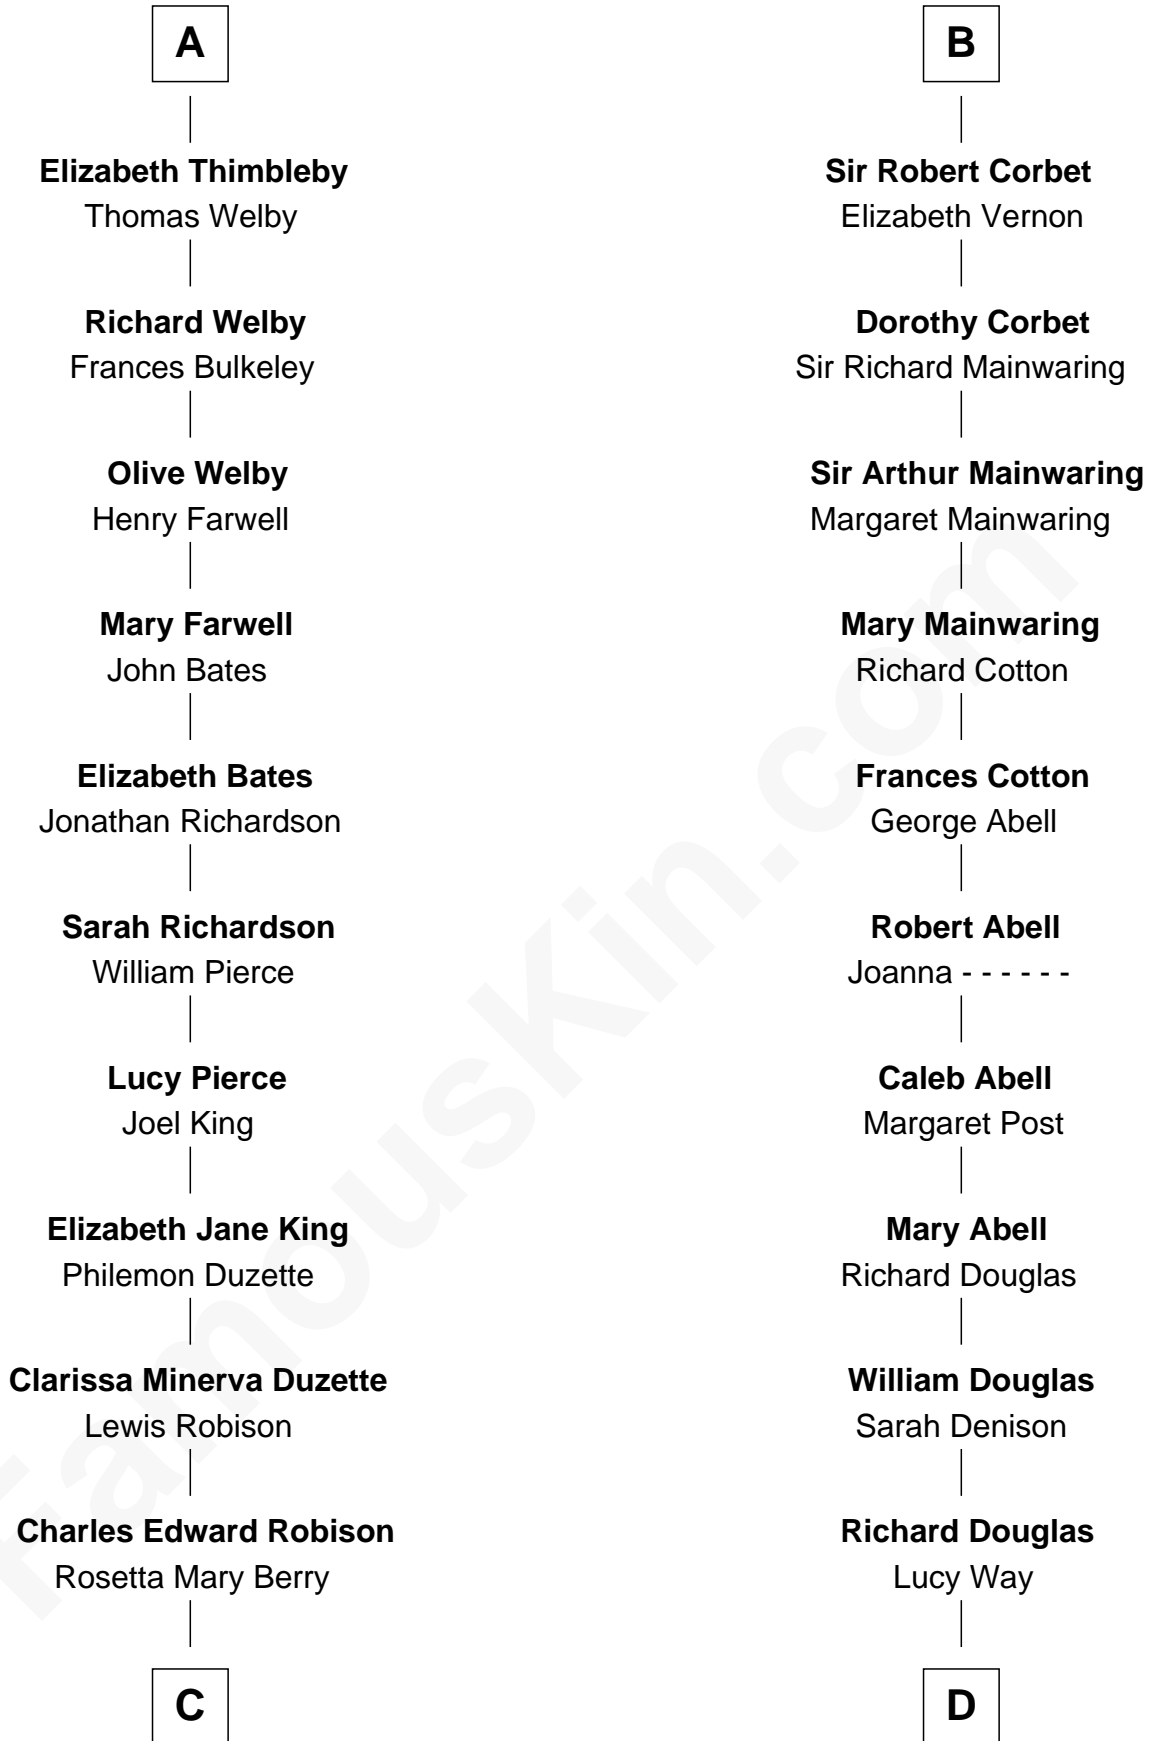 A
Elizabeth Thimbleby
Thomas Welby
Richard Welby
Frances Bulkeley
Olive Welby
Henry Farwell
Mary Farwell
John Bates
Elizabeth Bates
Jonathan Richardson
Sarah Richardson
William Pierce
Lucy Pierce
Joel King
Elizabeth Jane King
Philemon Duzette
Clarissa Minerva Duzette
Lewis Robison
Charles Edward Robison
Rosetta Mary Berry
C
B
Sir Robert Corbet
Elizabeth Vernon
Dorothy Corbet
Sir Richard Mainwaring
Sir Arthur Mainwaring
Margaret Mainwaring
Mary Mainwaring
Richard Cotton
Frances Cotton
George Abell
Robert Abell
Joanna - - - - - -
Caleb Abell
Margaret Post
Mary Abell
Richard Douglas
William Douglas
Sarah Denison
Richard Douglas
Lucy Way
D
FamousKin.com